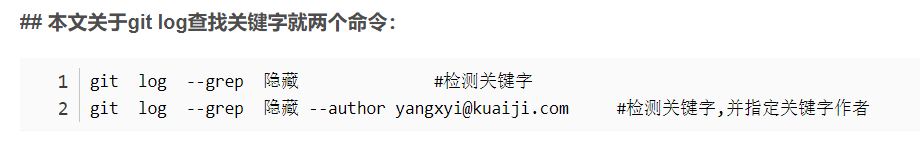 ## 本文关于git log查找关键字就两个命令：
1 git  log  --grep  隐藏              #检测关键字
2 git  log  --grep  隐藏 --author yangxyi@kuaiji.com     #检测关键字,并指定关键字作者